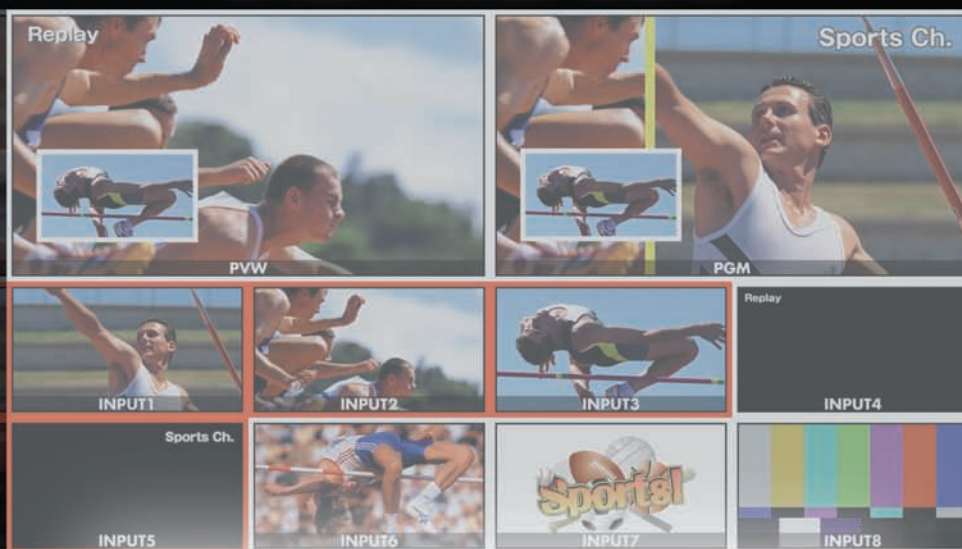 Replay
Sports Ch.
PVW
PGM
INPUT1
INPUT2
INPUT3
Replay
INPUT4
Sports Ch.
INPUT5
INPUT6
Sports!
INPUT7
INPUT8